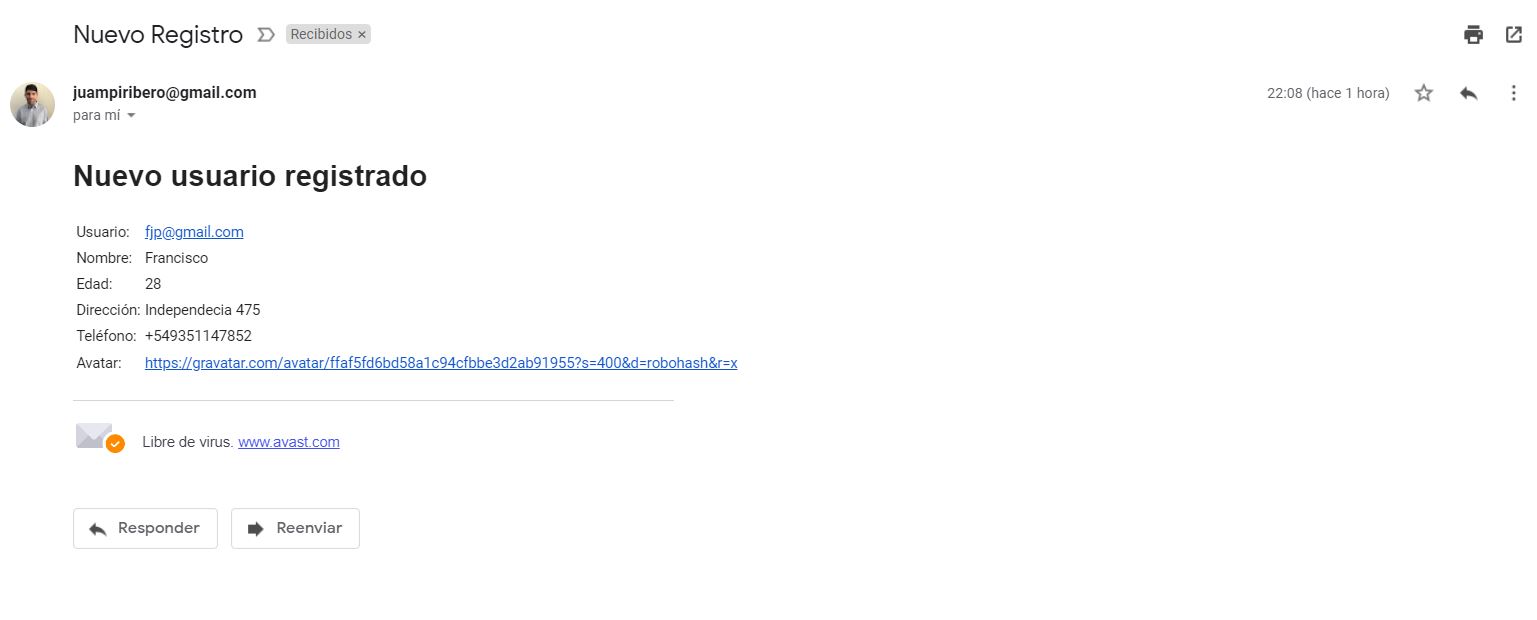 Nuevo Registro Recibidos ×
juampiribero@gmail.com 22:08 (hace 1 hora)
para mí
Nuevo usuario registrado
Usuario: fjp@gmail.com
Nombre: Francisco
Edad: 28
Dirección: Independecia 475
Teléfono: +549351147852
Avatar: https://gravatar.com/avatar/ffaf5fd6bd58a1c94cfbbe3d2ab91955?s=400&d=robohash&r=x
Libre de virus. www.avast.com
Responder Reenviar